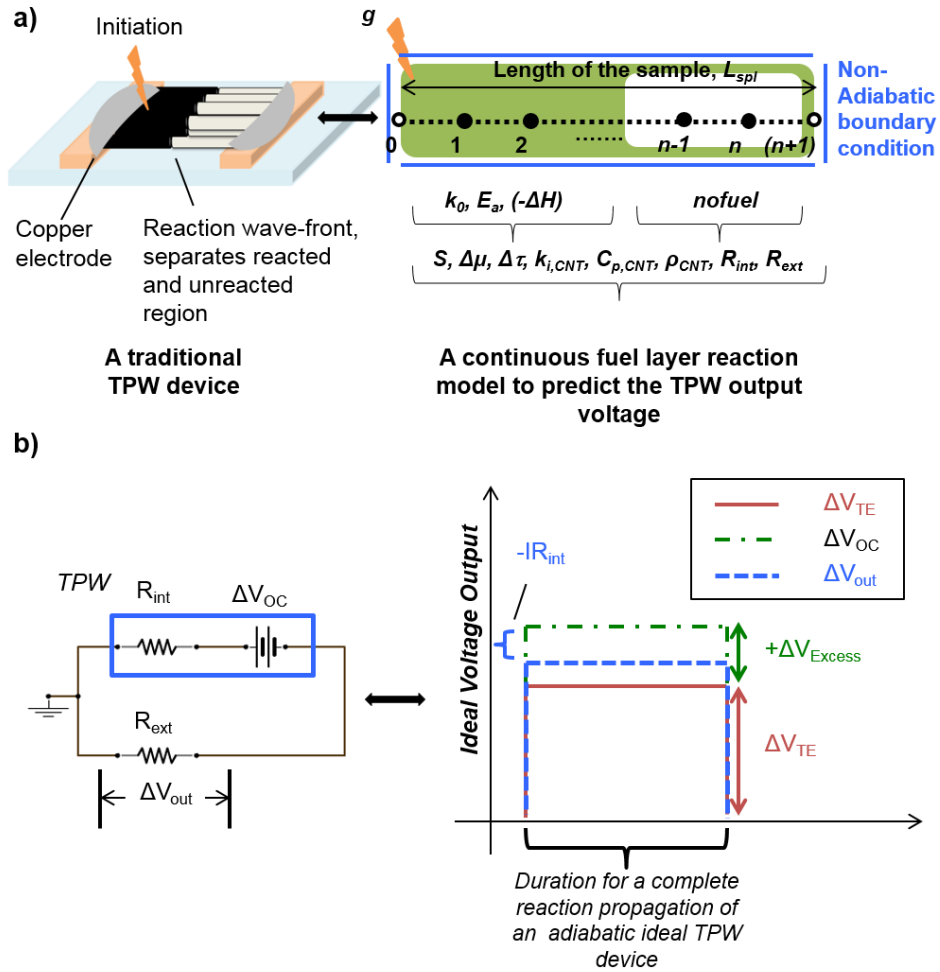 a)
Initiation
Copper
electrode
Reaction wave-front,
separates reacted
and unreacted
region
A traditional
TPW device
g
Length of the sample, L_spl
Non-
Adiabatic
boundary
condition
0 1 2 ........ n-1 n (n+1)
k_0, E_a, (-ΔH)
nofuel
S, Δμ, Δτ, k_i,CNT, C_p,CNT, ρ_CNT, R_int, R_ext
A continuous fuel layer reaction
model to predict the TPW output
voltage
b)
TPW
R_int
ΔV_OC
R_ext
ΔV_out
Ideal Voltage Output
-IR_int
ΔV_TE
ΔV_OC
ΔV_out
+ΔV_Excess
ΔV_TE
Duration for a complete
reaction propagation of
an adiabatic ideal TPW
device